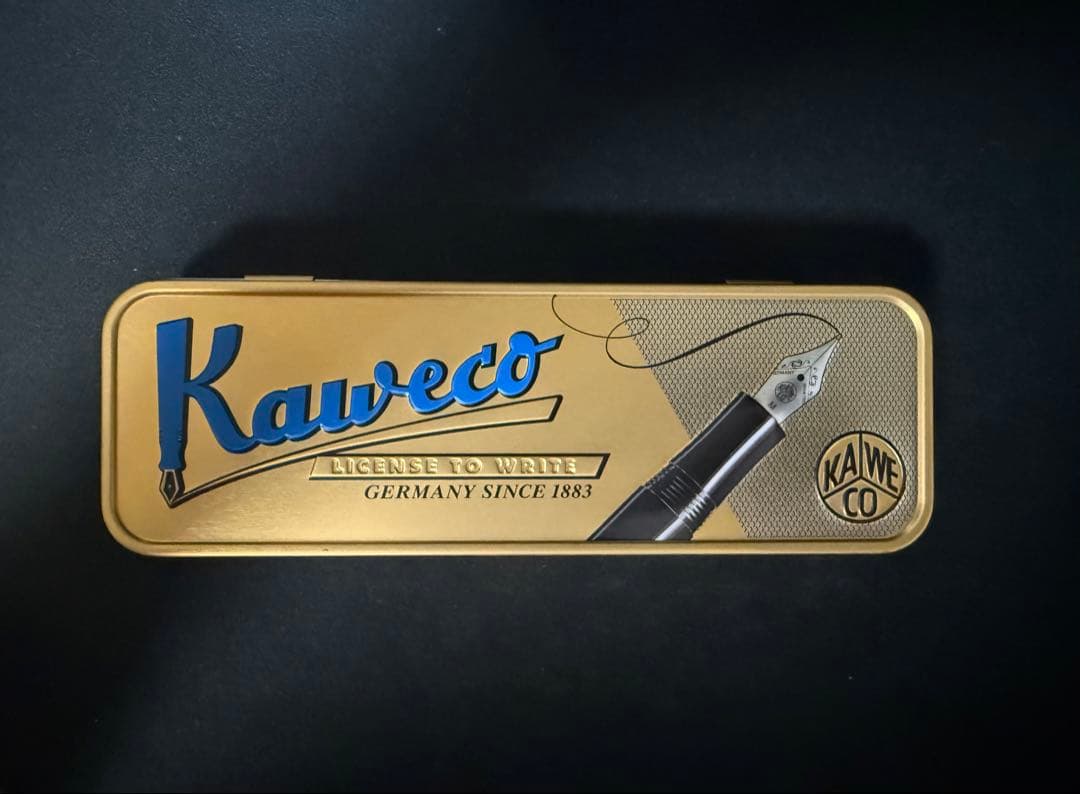 Kaweco
LICENSE TO WRITE
GERMANY SINCE 1883
KA WE
CO